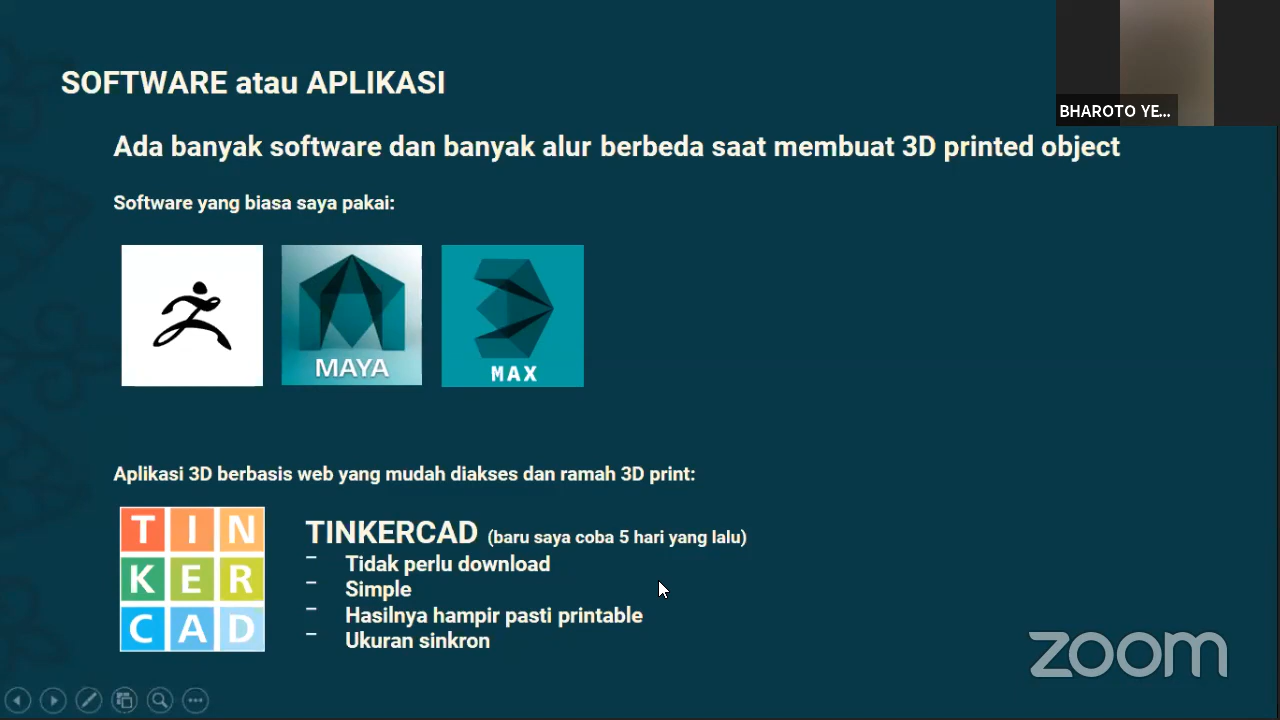 SOFTWARE atau APLIKASI
BHAROTO YE...
Ada banyak software dan banyak alur berbeda saat membuat 3D printed object
Software yang biasa saya pakai:
MAYA
MAX
Aplikasi 3D berbasis web yang mudah diakses dan ramah 3D print:
TIN
KER
CAD
TINKERCAD (baru saya coba 5 hari yang lalu)
- Tidak perlu download
- Simple
- Hasilnya hampir pasti printable
- Ukuran sinkron
zoom